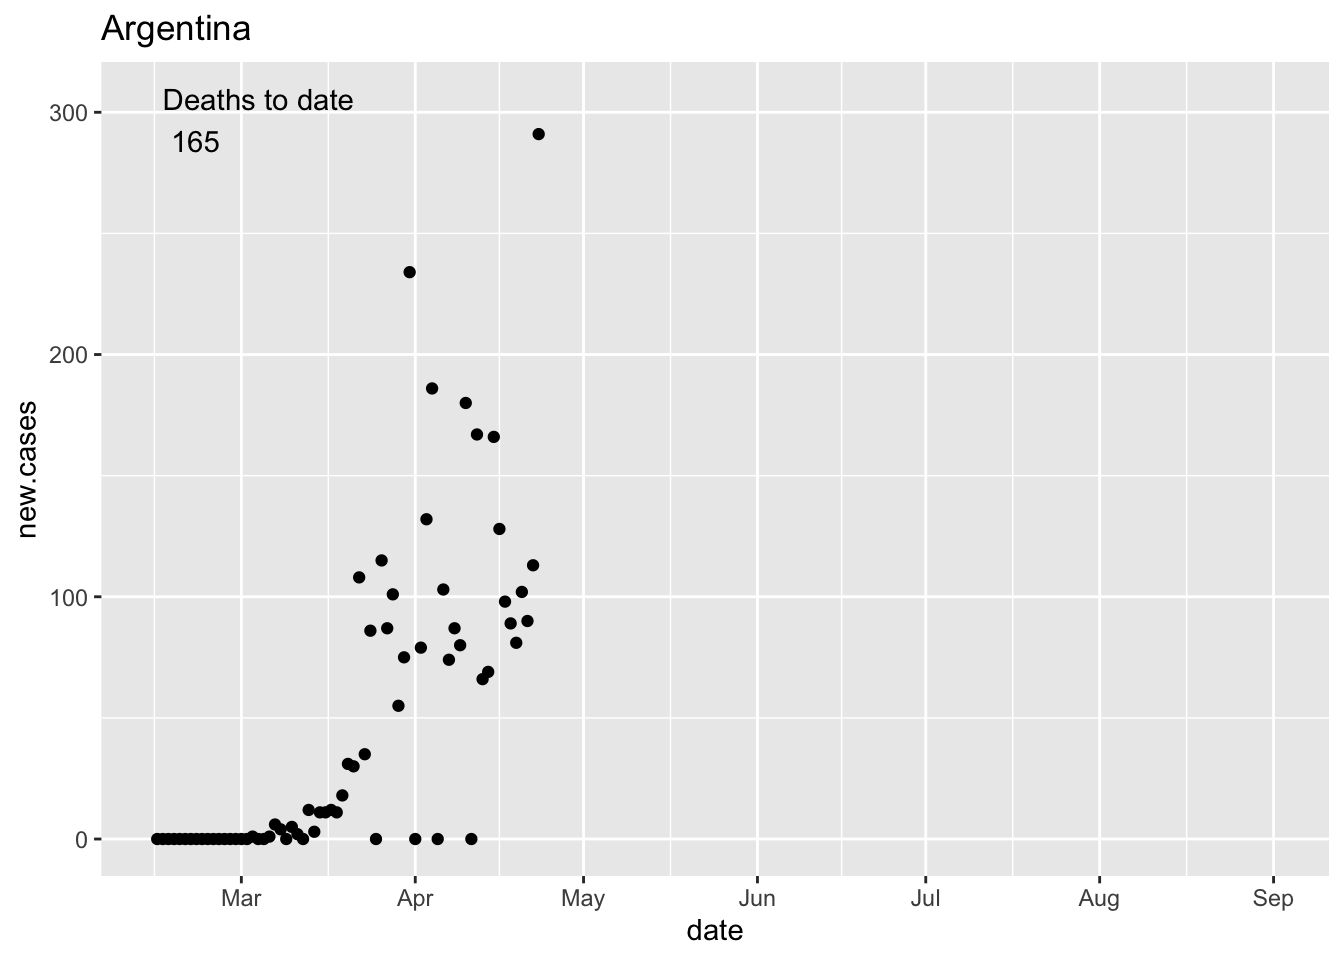 Argentina
Deaths to date
165
300
200
100
0
new.cases
Mar Apr May Jun Jul Aug Sep
date